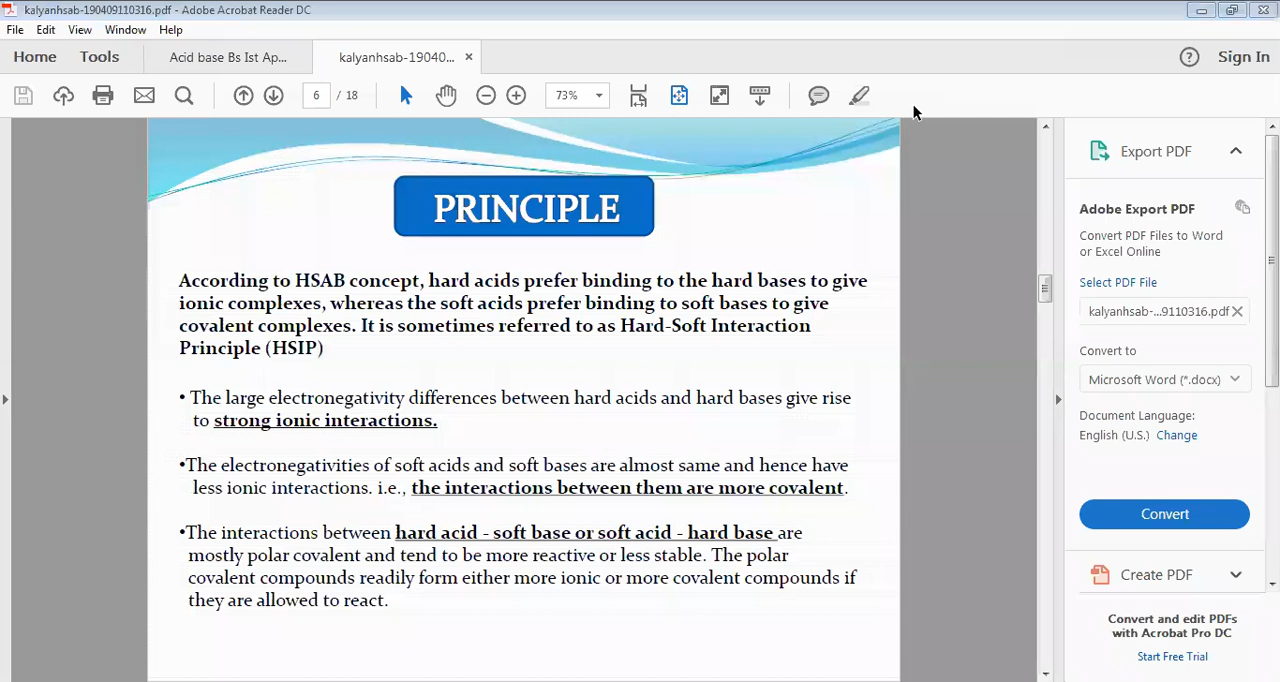 kalyanhsab-190409110316.pdf - Adobe Acrobat Reader DC
File Edit View Window Help
Home Tools Acid base Bs Ist Ap... kalyanhsab-19040... × Sign In
6 / 18 73%
PRINCIPLE
According to HSAB concept, hard acids prefer binding to the hard bases to give
ionic complexes, whereas the soft acids prefer binding to soft bases to give
covalent complexes. It is sometimes referred to as Hard-Soft Interaction
Principle (HSIP)
• The large electronegativity differences between hard acids and hard bases give rise
to strong ionic interactions.
•The electronegativities of soft acids and soft bases are almost same and hence have
less ionic interactions. i.e., the interactions between them are more covalent.
•The interactions between hard acid - soft base or soft acid - hard base are
mostly polar covalent and tend to be more reactive or less stable. The polar
covalent compounds readily form either more ionic or more covalent compounds if
they are allowed to react.
Export PDF
Adobe Export PDF
Convert PDF Files to Word
or Excel Online
Select PDF File
kalyanhsab-...9110316.pdf ×
Convert to
Microsoft Word (*.docx)
Document Language:
English (U.S.) Change
Convert
Create PDF
Convert and edit PDFs
with Acrobat Pro DC
Start Free Trial